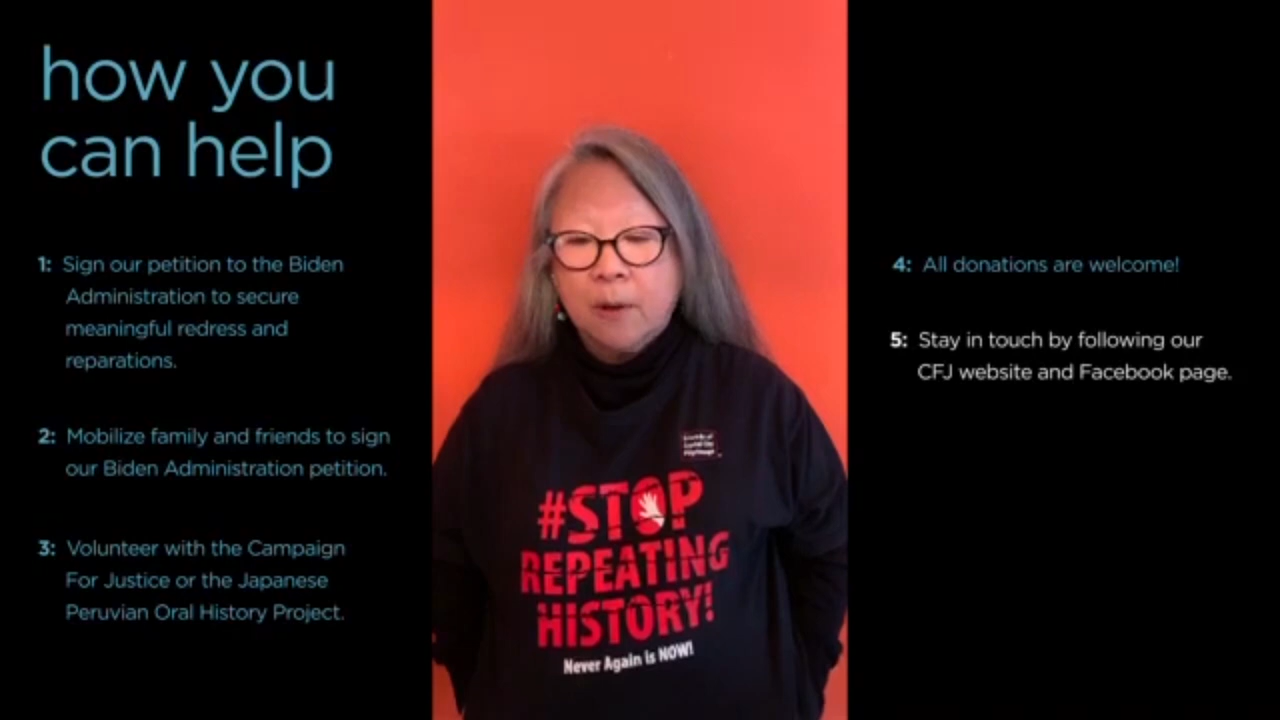 how you
can help
1: Sign our petition to the Biden
Administration to secure
meaningful redress and
reparations.
2: Mobilize family and friends to sign
our Biden Administration petition.
3: Volunteer with the Campaign
For Justice or the Japanese
Peruvian Oral History Project.
#STOP
REPEATING
HISTORY!
Never Again is NOW!
4: All donations are welcome!
5: Stay in touch by following our
CFJ website and Facebook page.